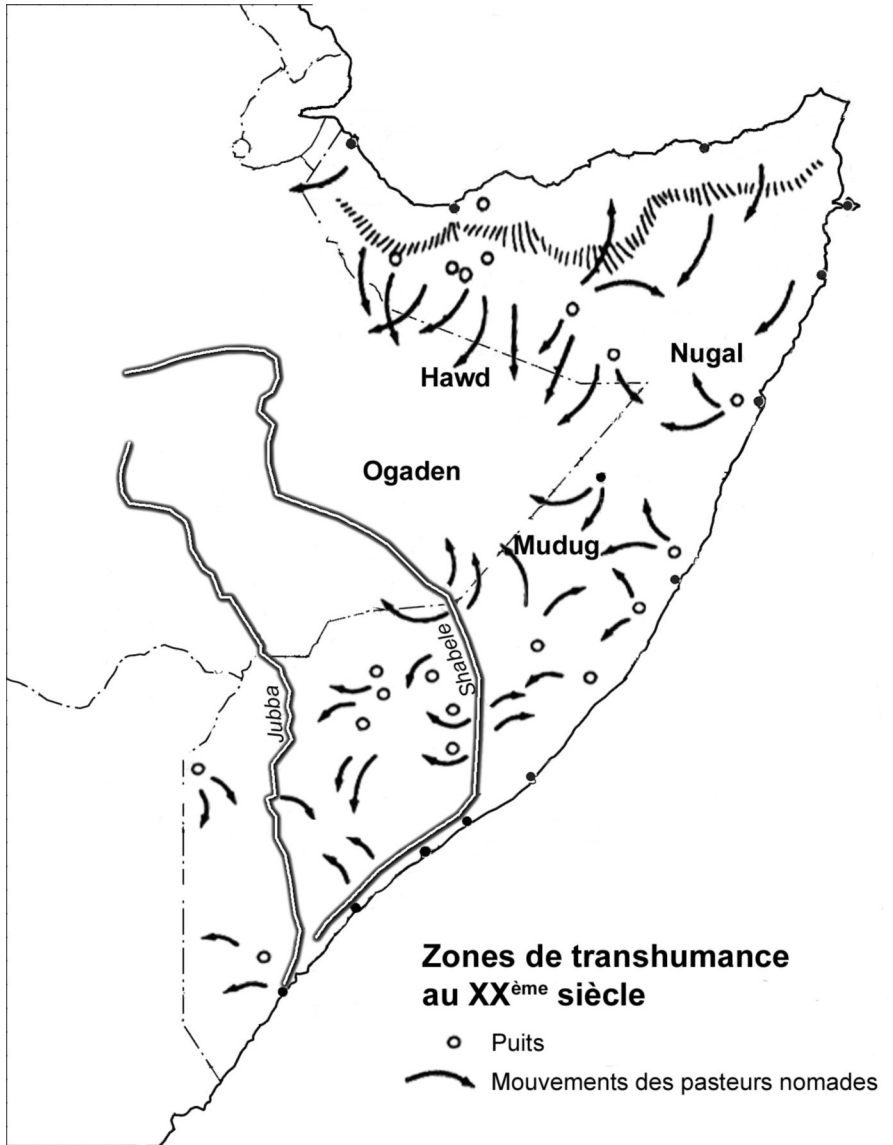 Nugal
Hawd
Ogaden
Mudug
Shabele
Jubba
Zones de transhumance
au XXème siècle
Puits
Mouvements des pasteurs nomades